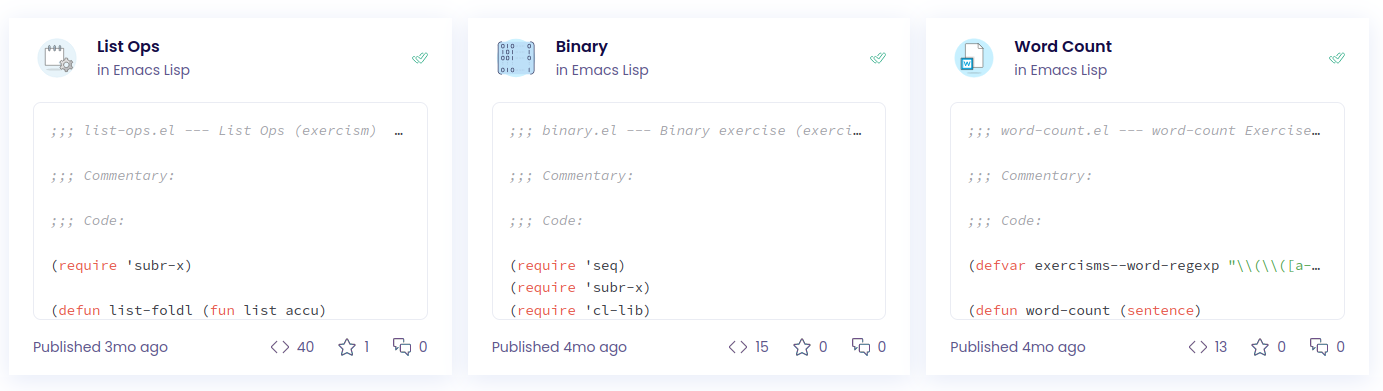 List Ops
in Emacs Lisp
;;; list-ops.el --- List Ops (exercism) …
;;; Commentary:
;;; Code:
(require 'subr-x)
(defun list-foldl (fun list accu)
Published 3mo ago 40 1 0
Binary
in Emacs Lisp
;;; binary.el --- Binary exercise (exerci…
;;; Commentary:
;;; Code:
(require 'seq)
(require 'subr-x)
(require 'cl-lib)
Published 4mo ago 15 0 0
Word Count
in Emacs Lisp
;;; word-count.el --- word-count Exercise…
;;; Commentary:
;;; Code:
(defvar exercisms--word-regexp "\\(\\([a-…
(defun word-count (sentence)
Published 4mo ago 13 0 0